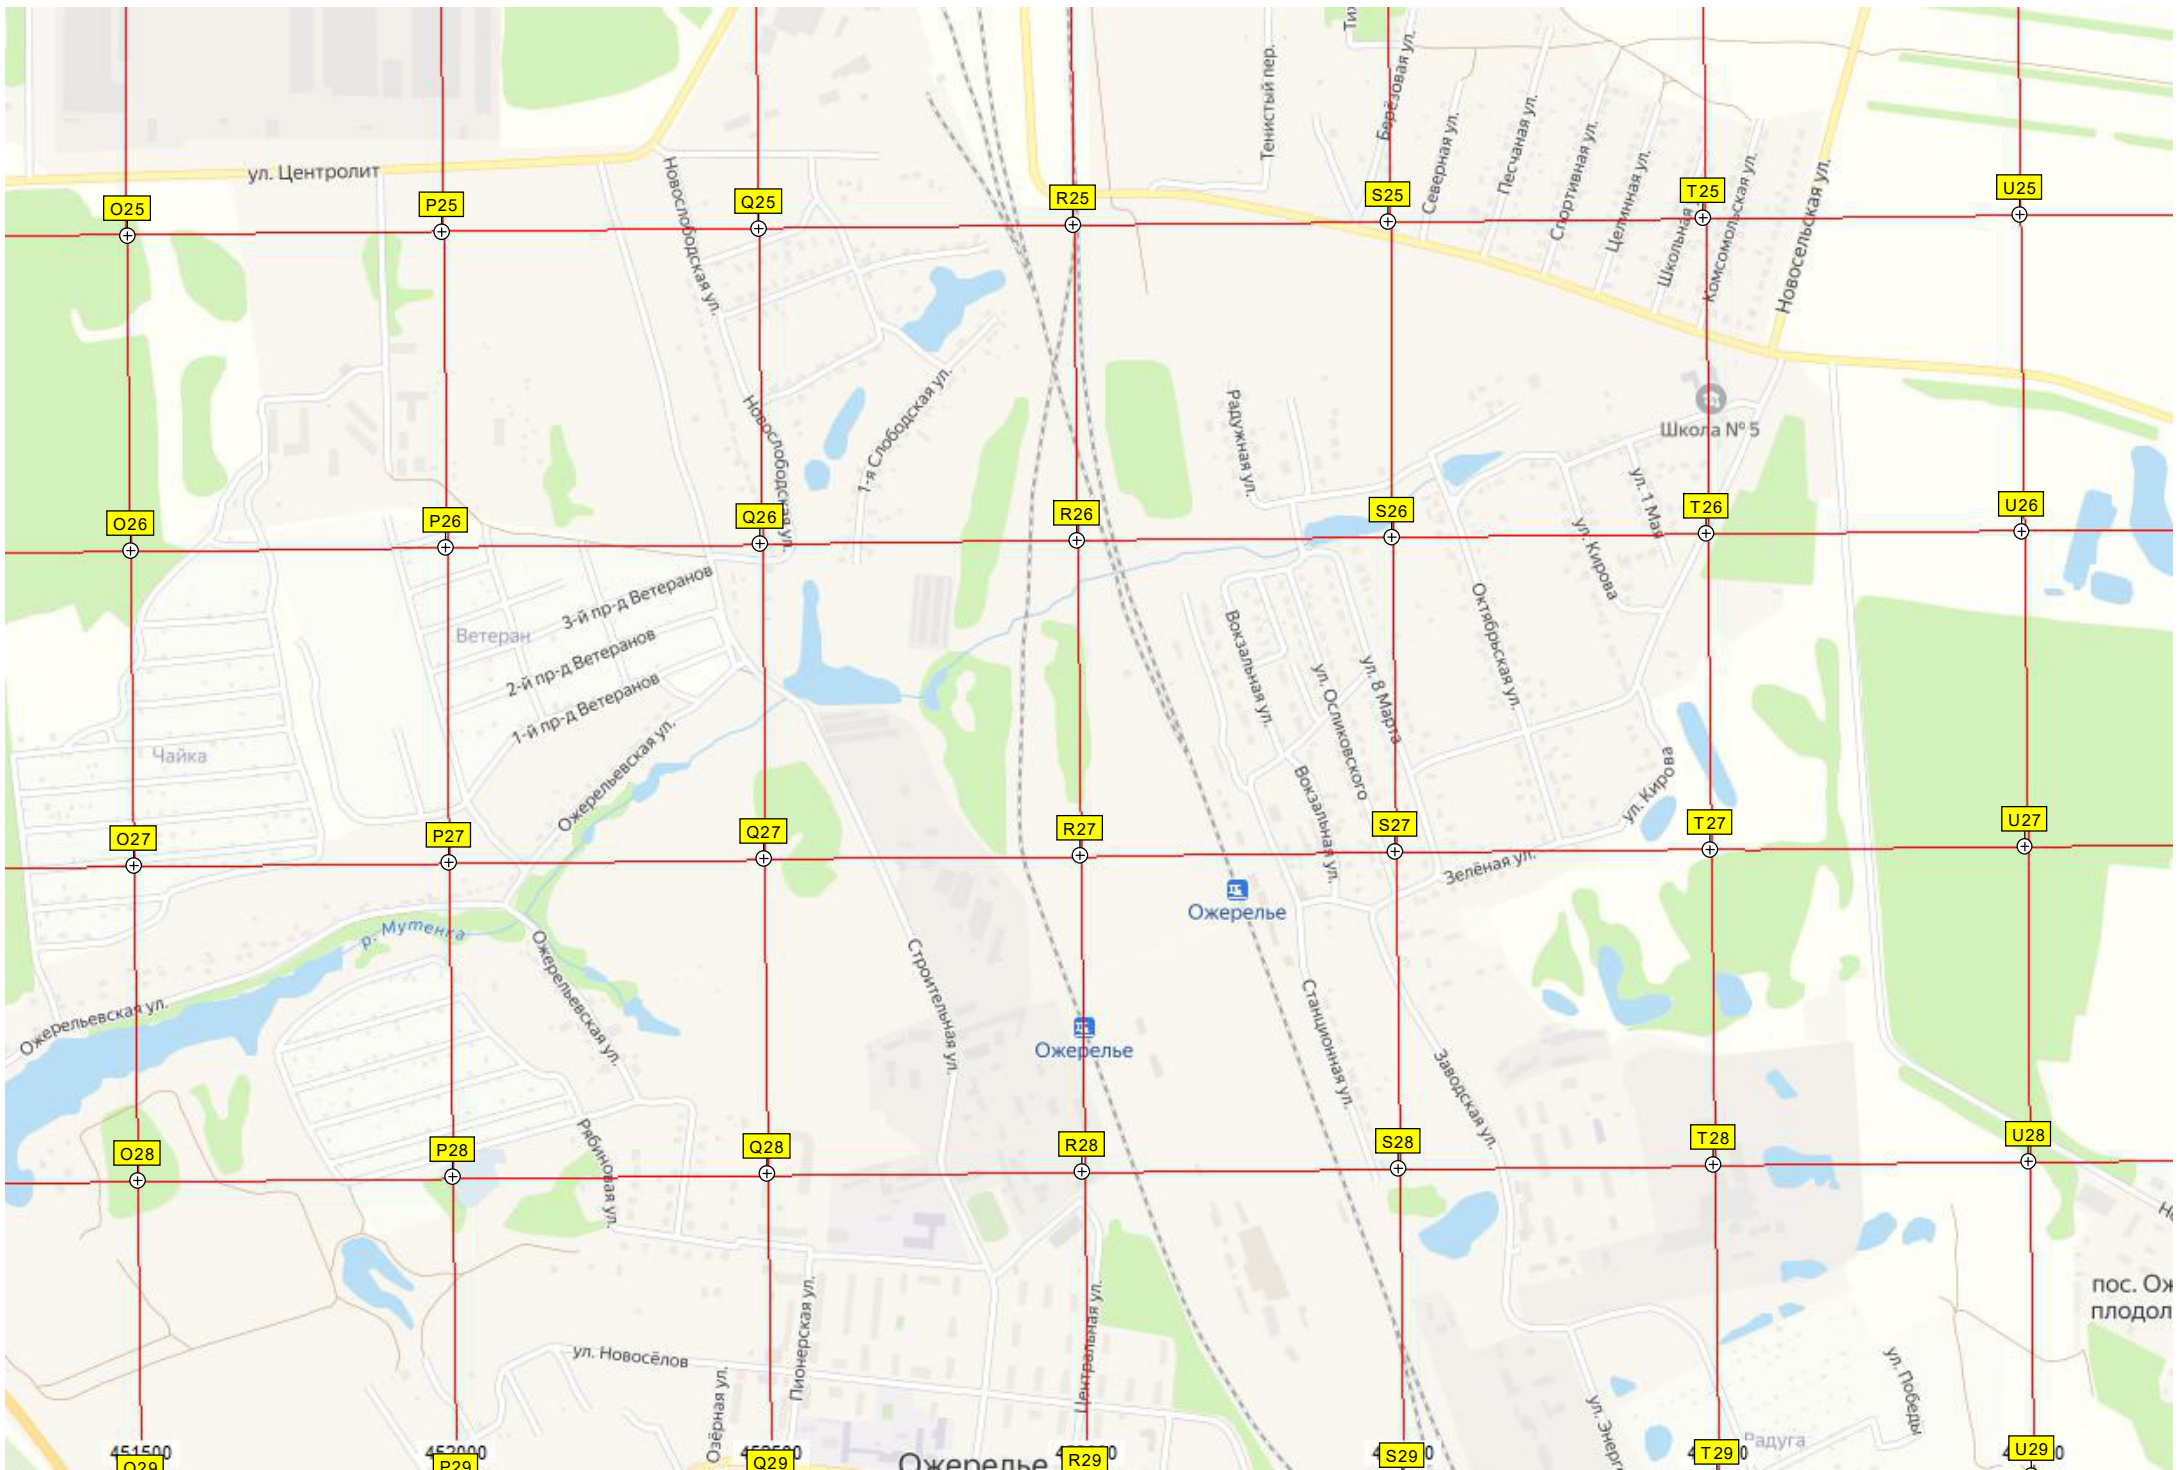 Тенистый пер.
Берёзовая ул.
Северная ул.
Песчаная ул.
Спортивная ул.
Целинная ул.
Школьная
Комсомольская ул.
Новосельская ул.
ул. Центролит
Новослободская ул.
O25
P25
Q25
R25
S25
T25
U25
Новослободская ул.
1-я Слободская ул.
Радужная ул.
Школа № 5
ул. 1 Мая
ул. Кирова
O26
P26
Q26
R26
S26
T26
U26
3-й пр-д Ветеранов
Ветеран
2-й пр-д Ветеранов
1-й пр-д Ветеранов
Ожерельевская ул.
Чайка
Вокзальная ул.
ул. Осликовского
ул. 8 Марта
Октябрьская ул.
Вокзальная ул.
ул. Кирова
O27
P27
Q27
R27
S27
T27
U27
Зелёная ул.
Ожерелье
р. Мутенка
Ожерельевская ул.
Ожерельевская ул.
Строительная ул.
Ожерелье
Станционная ул.
Заводская ул.
O28
P28
Q28
R28
S28
T28
U28
Рябиновая ул.
пос. Ож
плодол
ул. Новосёлов
Пионерская ул.
Озёрная ул.
Центральная ул.
ул. Энерг
ул. Победы
Радуга
451500
452000
O29
P29
Q29
Ожерелье
R29
S29
T29
U29